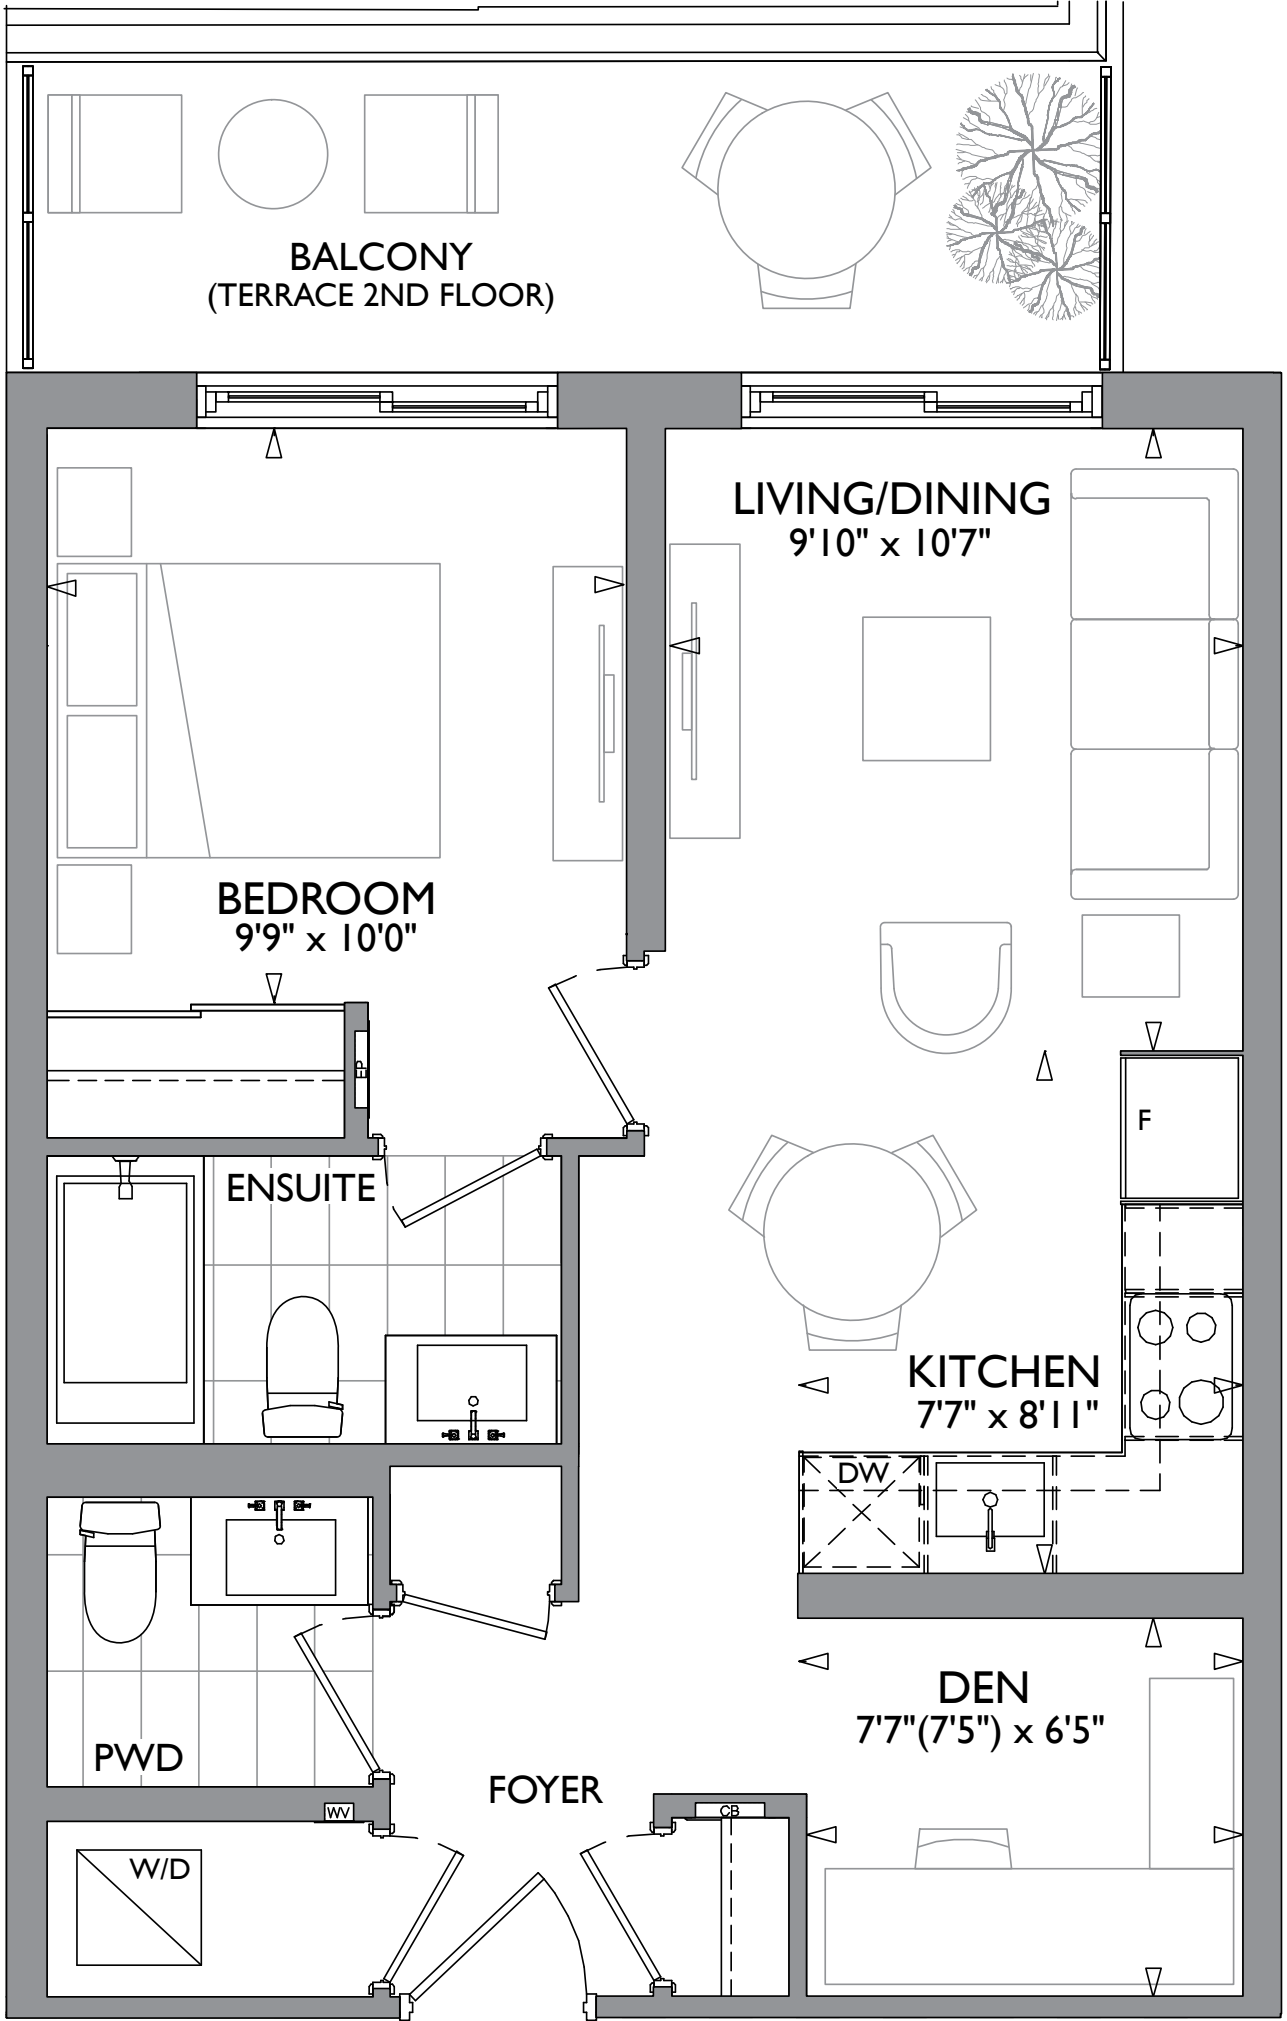 BALCONY
(TERRACE 2ND FLOOR)
LIVING/DINING
9'10" x 10'7"
BEDROOM
9'9" x 10'0"
EP
F
ENSUITE
KITCHEN
7'7" x 8'11"
DW
DEN
7'7"(7'5") x 6'5"
PWD
FOYER
WV
CB
W/D